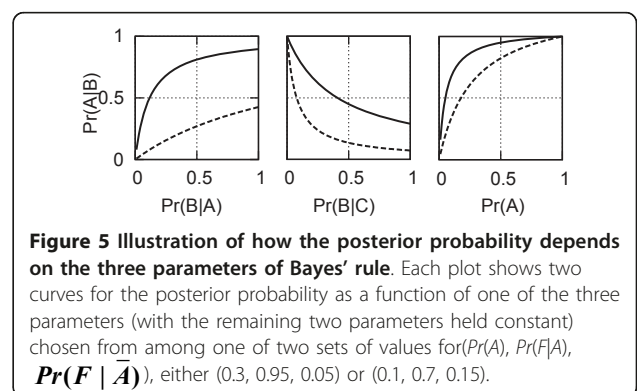 1
0.5
0
Pr(A|B)
0 0.5 1
0 0.5 1
0 0.5 1
Pr(B|A)
Pr(B|C)
Pr(A)
Figure 5 Illustration of how the posterior probability depends
on the three parameters of Bayes’ rule. Each plot shows two
curves for the posterior probability as a function of one of the three
parameters (with the remaining two parameters held constant)
chosen from among one of two sets of values for(Pr(A), Pr(F|A),
Pr(F | A̅)), either (0.3, 0.95, 0.05) or (0.1, 0.7, 0.15).